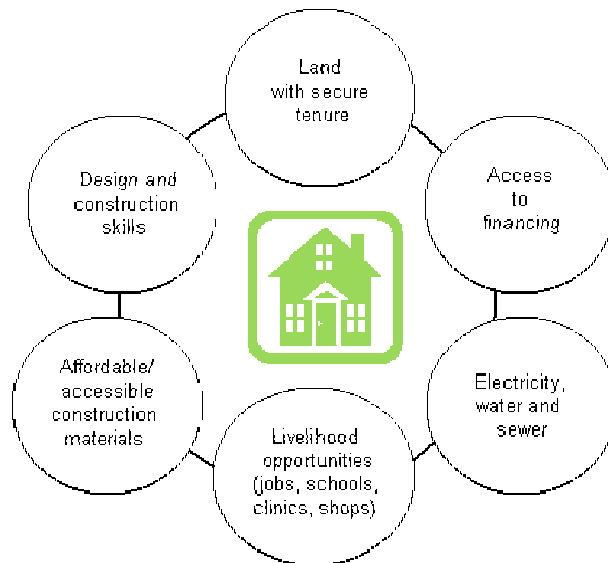 Land
with secure
tenure
Access
to
financing
Electricity,
water and
sewer
Livelihood
opportunities
(jobs, schools,
clinics, shops)
Affordable/
accessible
construction
materials
Design and
construction
skills